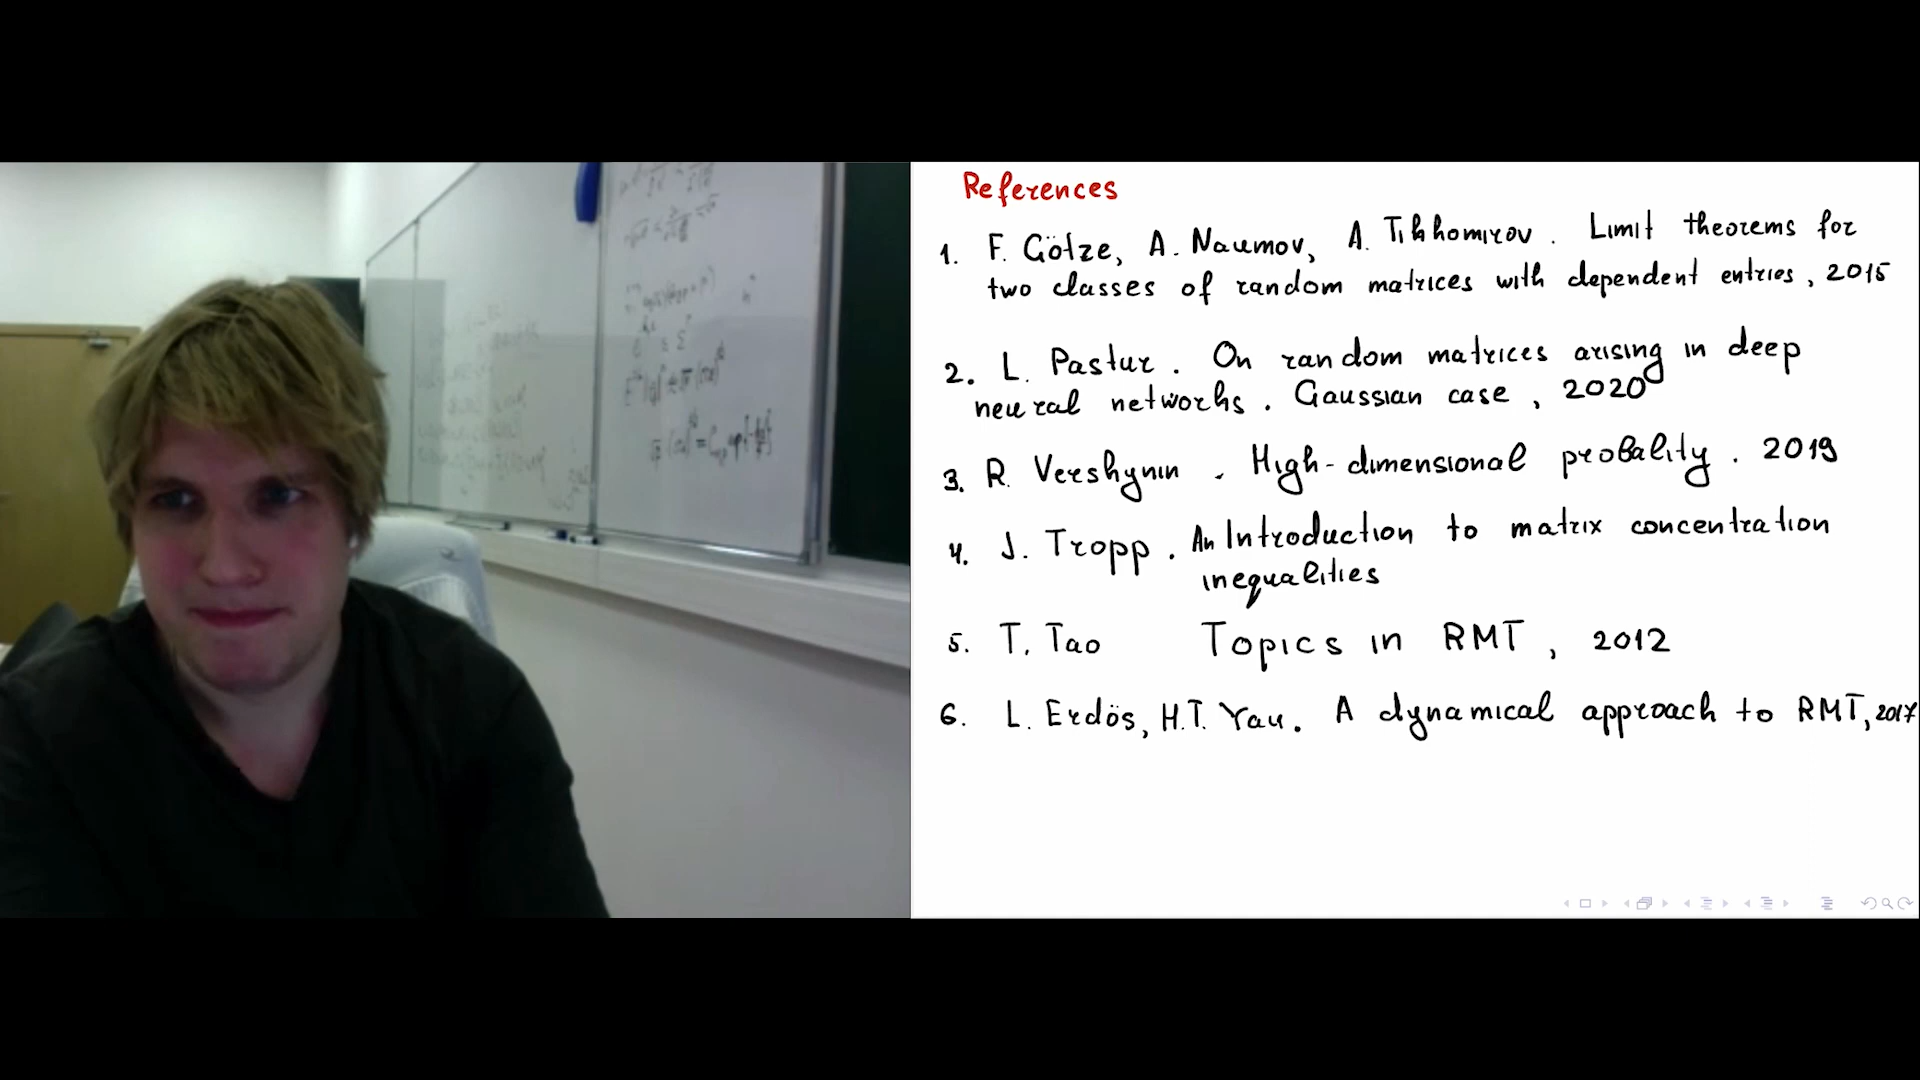 References
1. F. Götze, A. Naumov, A. Tikhomirov. Limit theorems for
two classes of random matrices with dependent entries, 2015
2. L. Pastur. On random matrices arising in deep
neural networks. Gaussian case, 2020
3. R. Vershynin. High-dimensional probality. 2019
4. J. Tropp. An Introduction to matrix concentration
inequalities
5. T. Tao Topics in RMT, 2012
6. L. Erdös, H.T. Yau. A dynamical approach to RMT, 2017